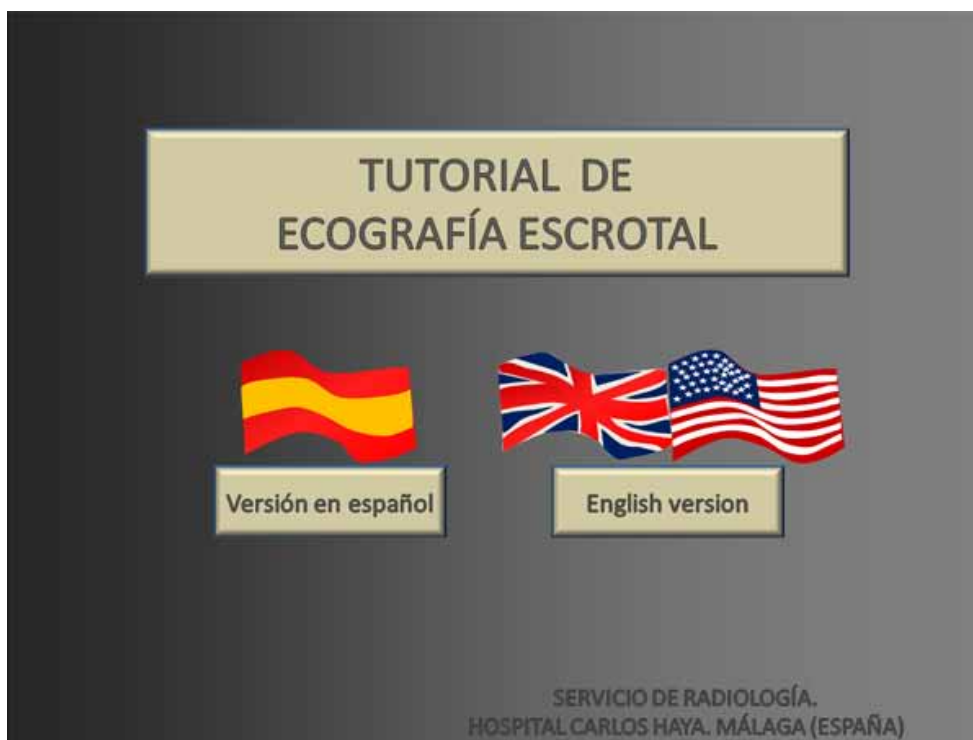 TUTORIAL DE
ECOGRAFÍA ESCROTAL
Versión en español
English version
SERVICIO DE RADIOLOGÍA.
HOSPITAL CARLOS HAYA. MÁLAGA (ESPAÑA)